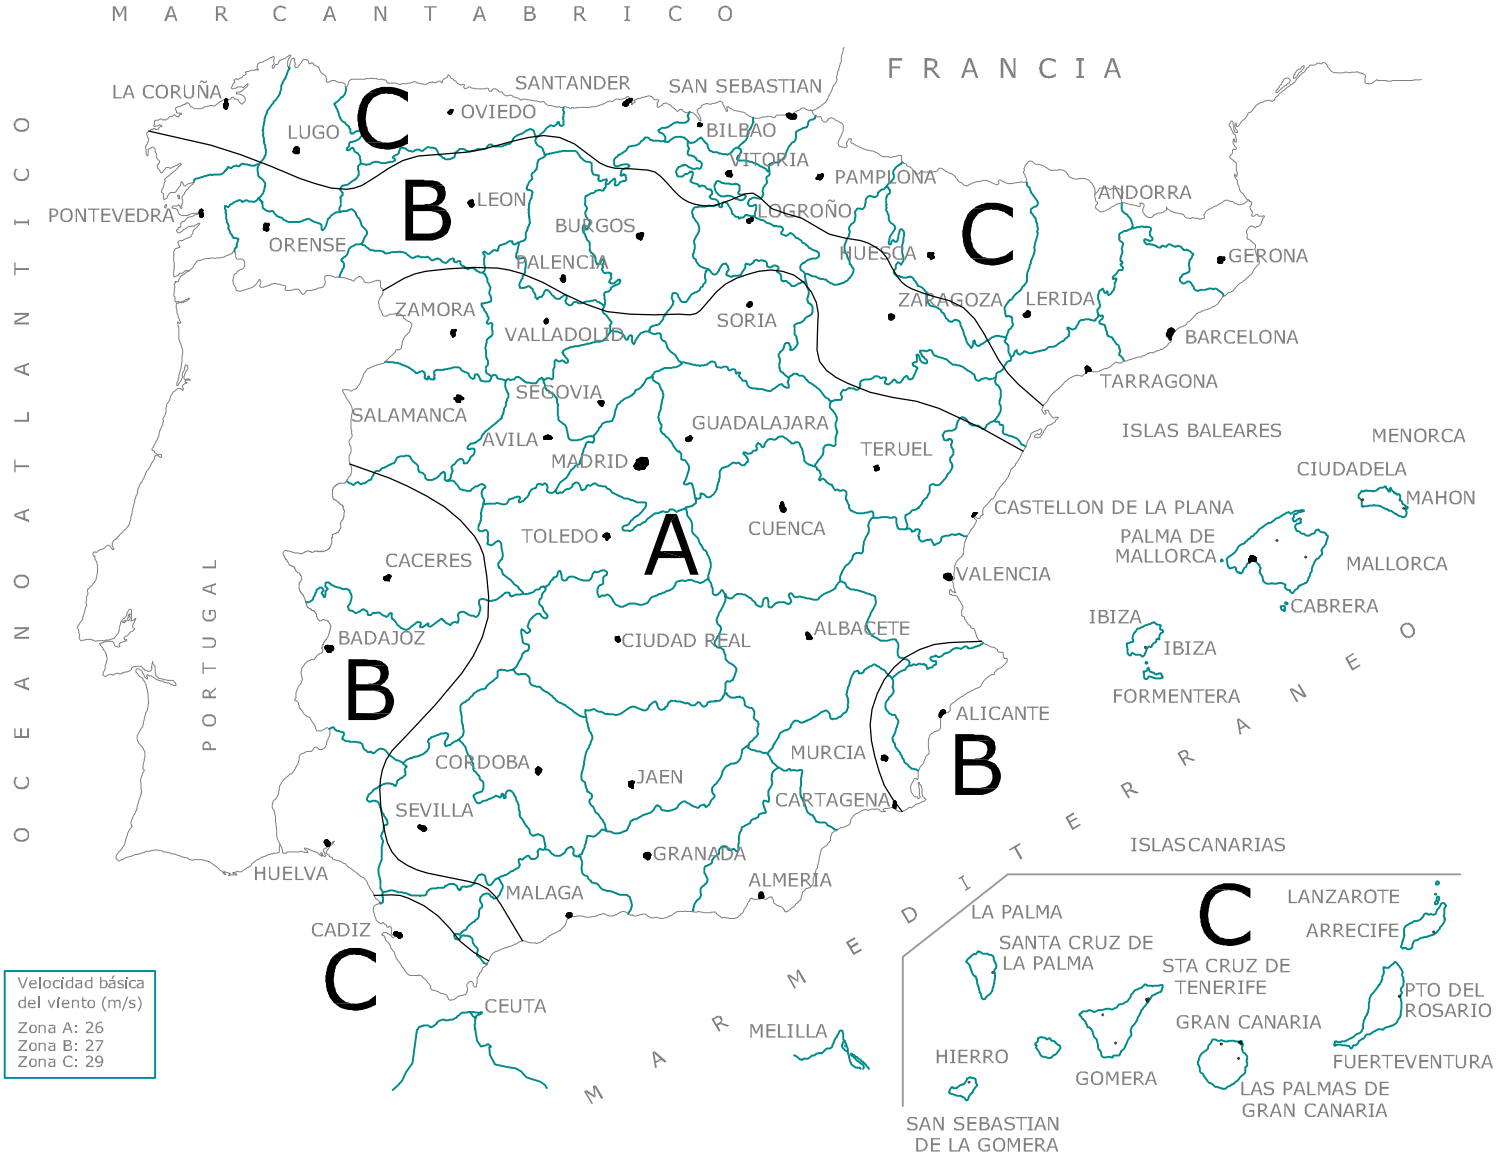 M A R C A N T A B R I C O
F R A N C I A
SANTANDER
SAN SEBASTIAN
LA CORUÑA
C
OVIEDO
LUGO
BILBAO
VITORIA
PAMPLONA
ANDORRA
B
LEON
PONTEVEDRA
LOGROÑO
BURGOS
C
ORENSE
HUESCA
GERONA
PALENCIA
ZAMORA
ZARAGOZA
LERIDA
SORIA
VALLADOLID
BARCELONA
TARRAGONA
SEGOVIA
SALAMANCA
GUADALAJARA
AVILA
ISLAS BALEARES
MENORCA
TERUEL
MADRID
CIUDADELA
MAHON
CASTELLON DE LA PLANA
CUENCA
TOLEDO
A
PALMA DE
MALLORCA
MALLORCA
CACERES
VALENCIA
CABRERA
IBIZA
ALBACETE
BADAJOZ
CIUDAD REAL
IBIZA
B
FORMENTERA
ALICANTE
MURCIA
B
CORDOBA
JAEN
CARTAGENA
SEVILLA
ISLASCANARIAS
GRANADA
HUELVA
ALMERIA
MALAGA
C
LANZAROTE
LA PALMA
CADIZ
ARRECIFE
SANTA CRUZ DE
LA PALMA
C
STA CRUZ DE
TENERIFE
PTO DEL
ROSARIO
CEUTA
GRAN CANARIA
MELILLA
HIERRO
FUERTEVENTURA
GOMERA
LAS PALMAS DE
GRAN CANARIA
SAN SEBASTIAN
DE LA GOMERA
O C E A N O A T L A N T I C O
P O R T U G A L
M A R M E D I T E R R A N E O
Velocidad básica
del viento (m/s)
Zona A: 26
Zona B: 27
Zona C: 29